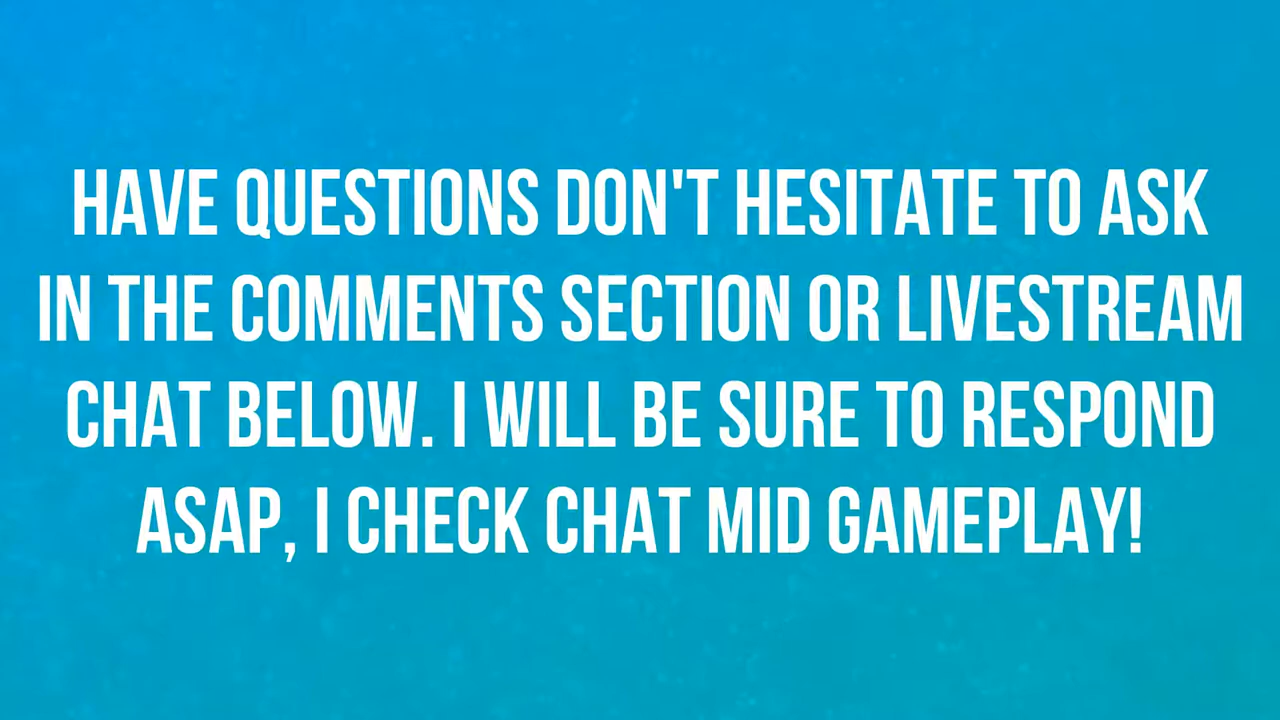 HAVE QUESTIONS DON'T HESITATE TO ASK
IN THE COMMENTS SECTION OR LIVESTREAM
CHAT BELOW. I WILL BE SURE TO RESPOND
ASAP, I CHECK CHAT MID GAMEPLAY!